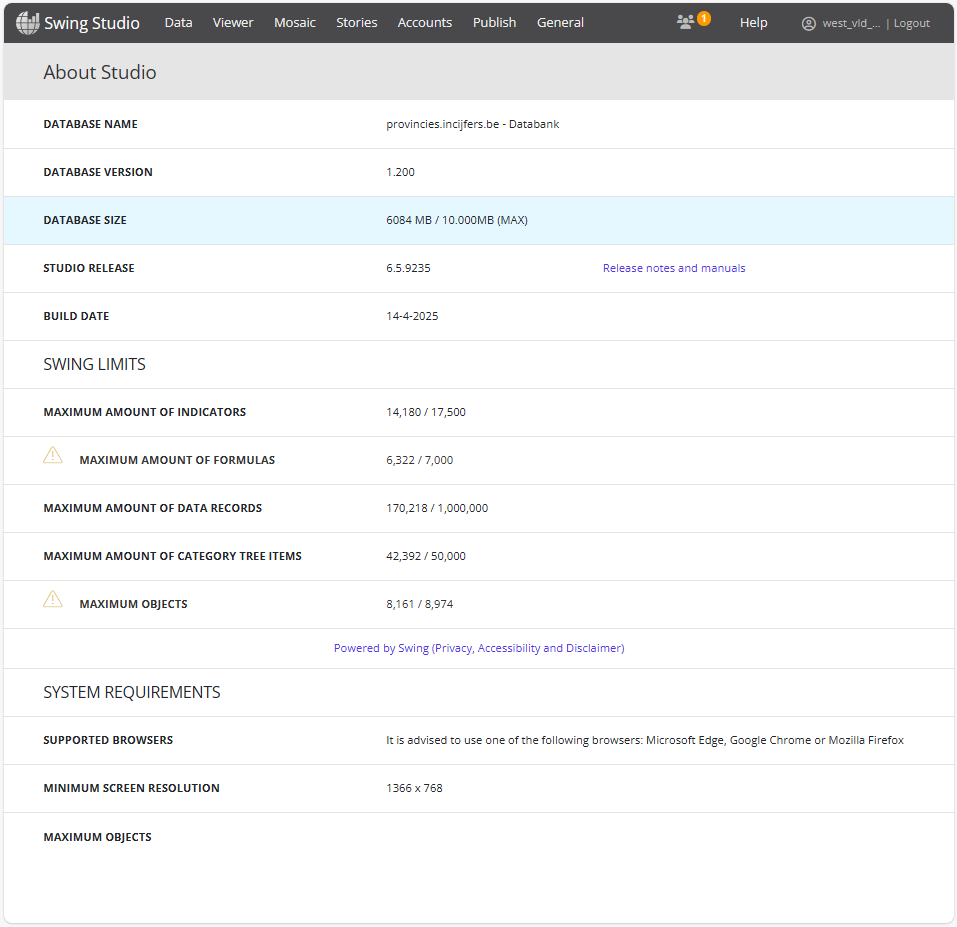 Swing Studio Data Viewer Mosaic Stories Accounts Publish General 1 Help west_vld_... | Logout
About Studio
DATABASE NAME provincies.incijfers.be - Databank
DATABASE VERSION 1.200
DATABASE SIZE 6084 MB / 10.000MB (MAX)
STUDIO RELEASE 6.5.9235 Release notes and manuals
BUILD DATE 14-4-2025
SWING LIMITS
MAXIMUM AMOUNT OF INDICATORS 14,180 / 17,500
MAXIMUM AMOUNT OF FORMULAS 6,322 / 7,000
MAXIMUM AMOUNT OF DATA RECORDS 170,218 / 1,000,000
MAXIMUM AMOUNT OF CATEGORY TREE ITEMS 42,392 / 50,000
MAXIMUM OBJECTS 8,161 / 8,974
Powered by Swing (Privacy, Accessibility and Disclaimer)
SYSTEM REQUIREMENTS
SUPPORTED BROWSERS It is advised to use one of the following browsers: Microsoft Edge, Google Chrome or Mozilla Firefox
MINIMUM SCREEN RESOLUTION 1366 x 768
MAXIMUM OBJECTS